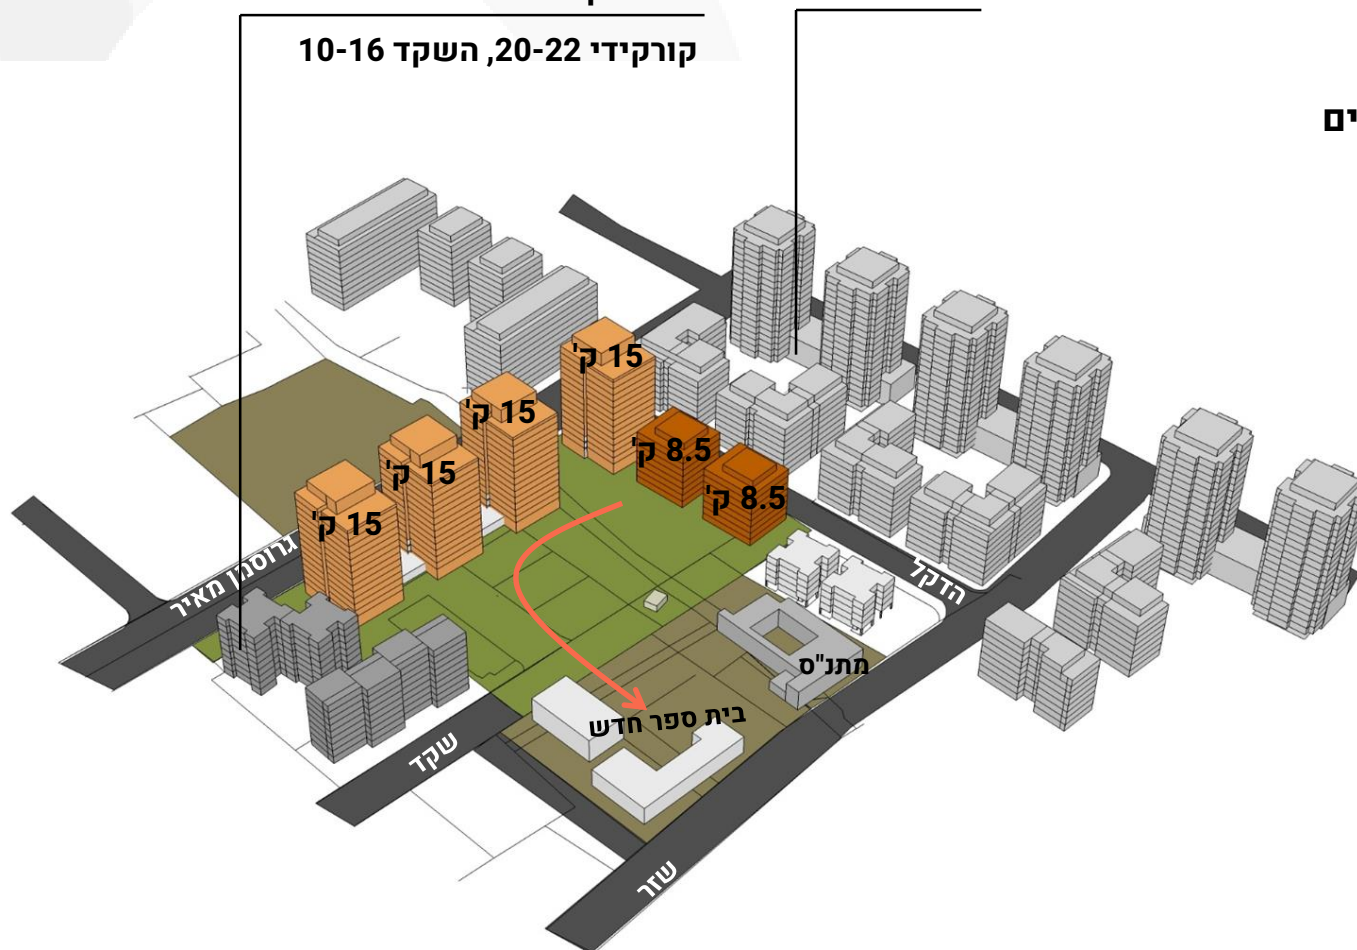 קורקידי 20-22, השקד 10-16
ים
15 ק'
15 ק'
15 ק'
15 ק'
8.5 ק'
8.5 ק'
גרוסמן מאיר
הדקל
מתנ"ס
בית ספר חדש
שקד
שזר